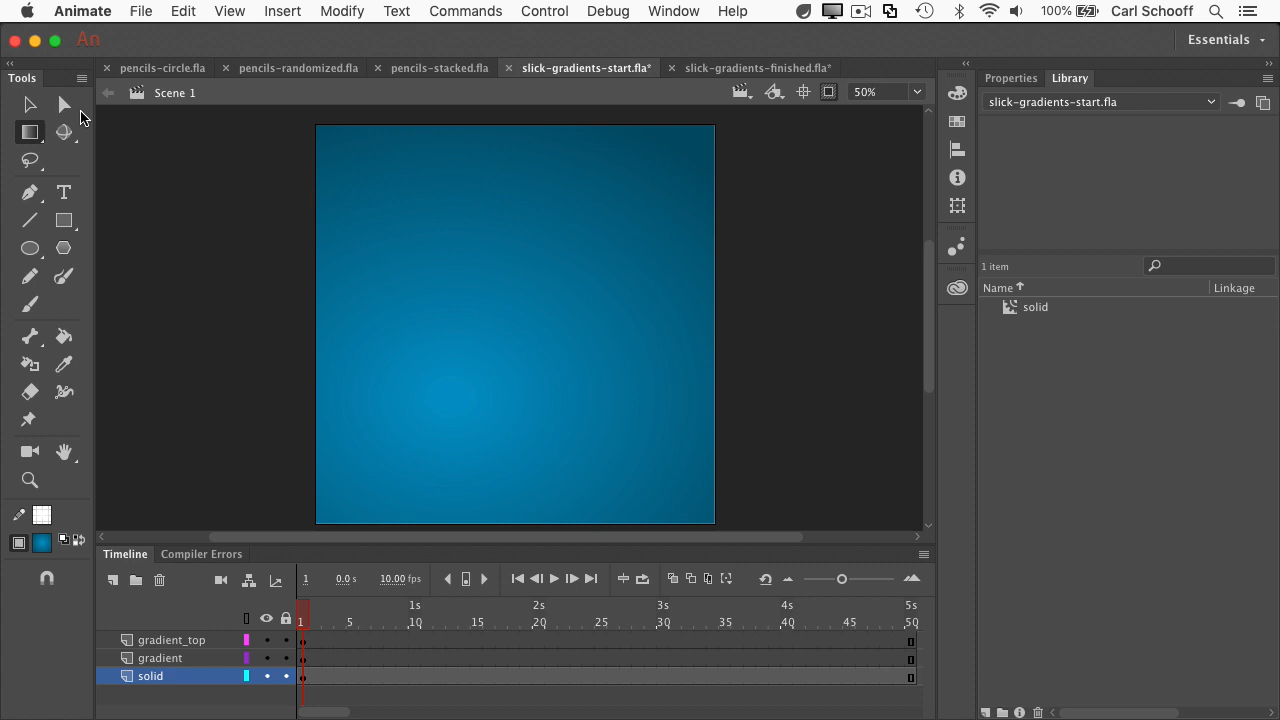 Animate File Edit View Insert Modify Text Commands Control Debug Window Help 100% Carl Schooff
An Essentials
Tools
pencils-circle.fla pencils-randomized.fla pencils-stacked.fla slick-gradients-start.fla* slick-gradients-finished.fla*
Properties Library
Scene 1 50%
slick-gradients-start.fla
T
1 item
Name Linkage
solid
Timeline Compiler Errors
1 0.0 s 10.00 fps
1s 2s 3s 4s 5s
1 5 10 15 20 25 30 35 40 45 50
gradient_top
gradient
solid